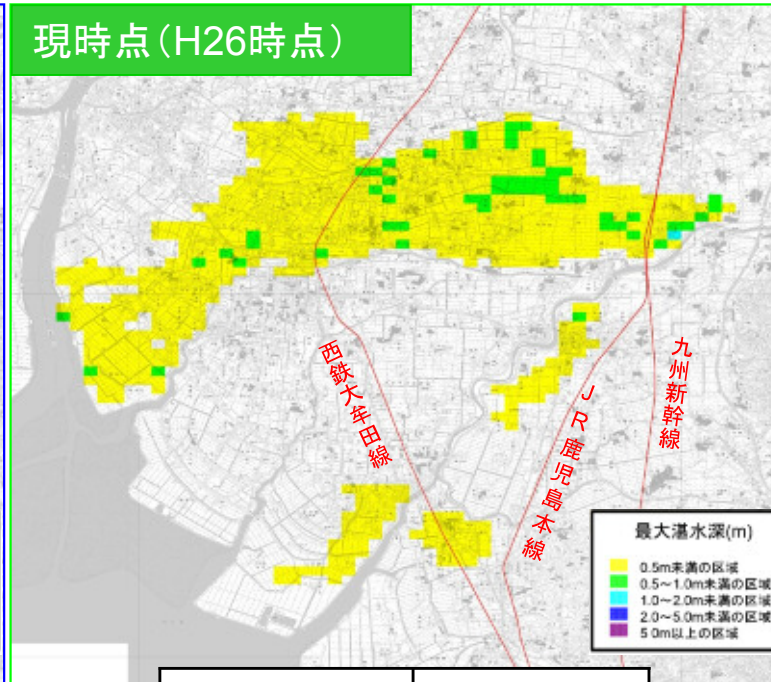 現時点（H26時点）
西鉄大牟田線
JR鹿児島本線
九州新幹線
最大湛水深(m)
0.5m未満の区域
0.5～1.0m未満の区域
1.0～2.0m未満の区域
2.0～5.0m未満の区域
5.0m以上の区域